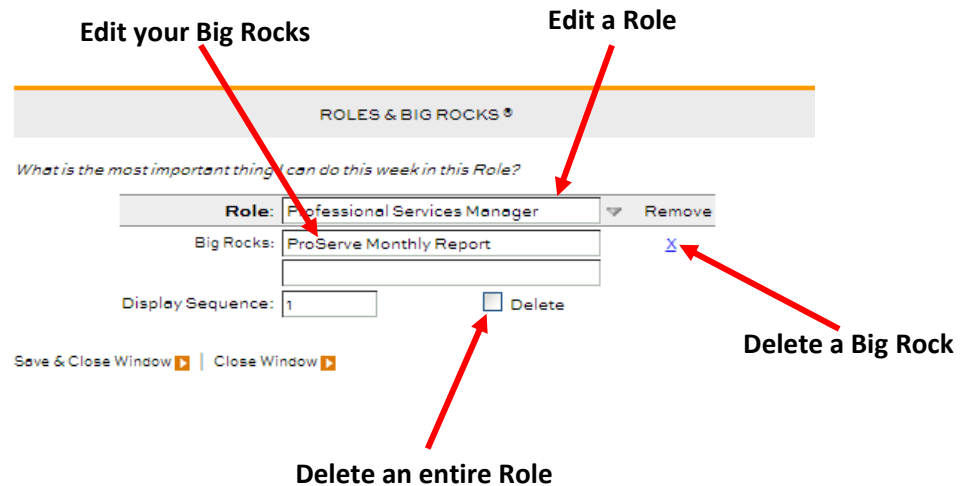 Edit your Big Rocks
Edit a Role
ROLES & BIG ROCKS®
What is the most important thing I can do this week in this Role?
Role: Professional Services Manager Remove
Big Rocks: ProServe Monthly Report X
Display Sequence: 1 Delete
Delete a Big Rock
Save & Close Window | Close Window
Delete an entire Role